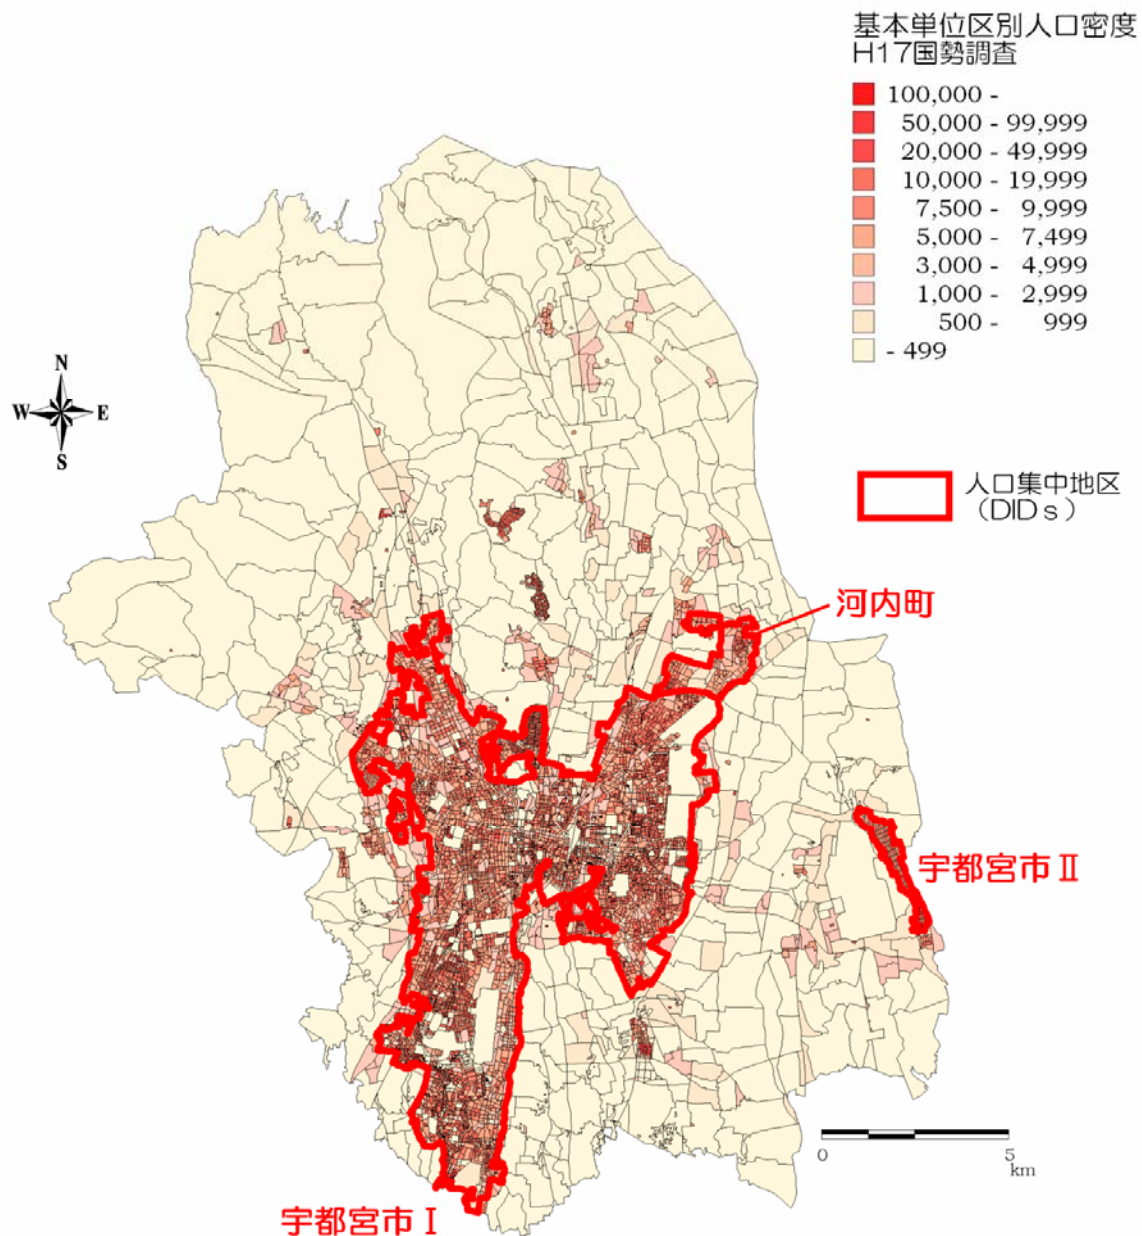 基本単位区別人口密度
H17国勢調査
100,000 -
50,000 - 99,999
20,000 - 49,999
10,000 - 19,999
7,500 - 9,999
5,000 - 7,499
3,000 - 4,999
1,000 - 2,999
500 - 999
- 499
N
W E
S
人口集中地区
(DIDs)
河内町
宇都宮市Ⅱ
0 5
km
宇都宮市Ⅰ